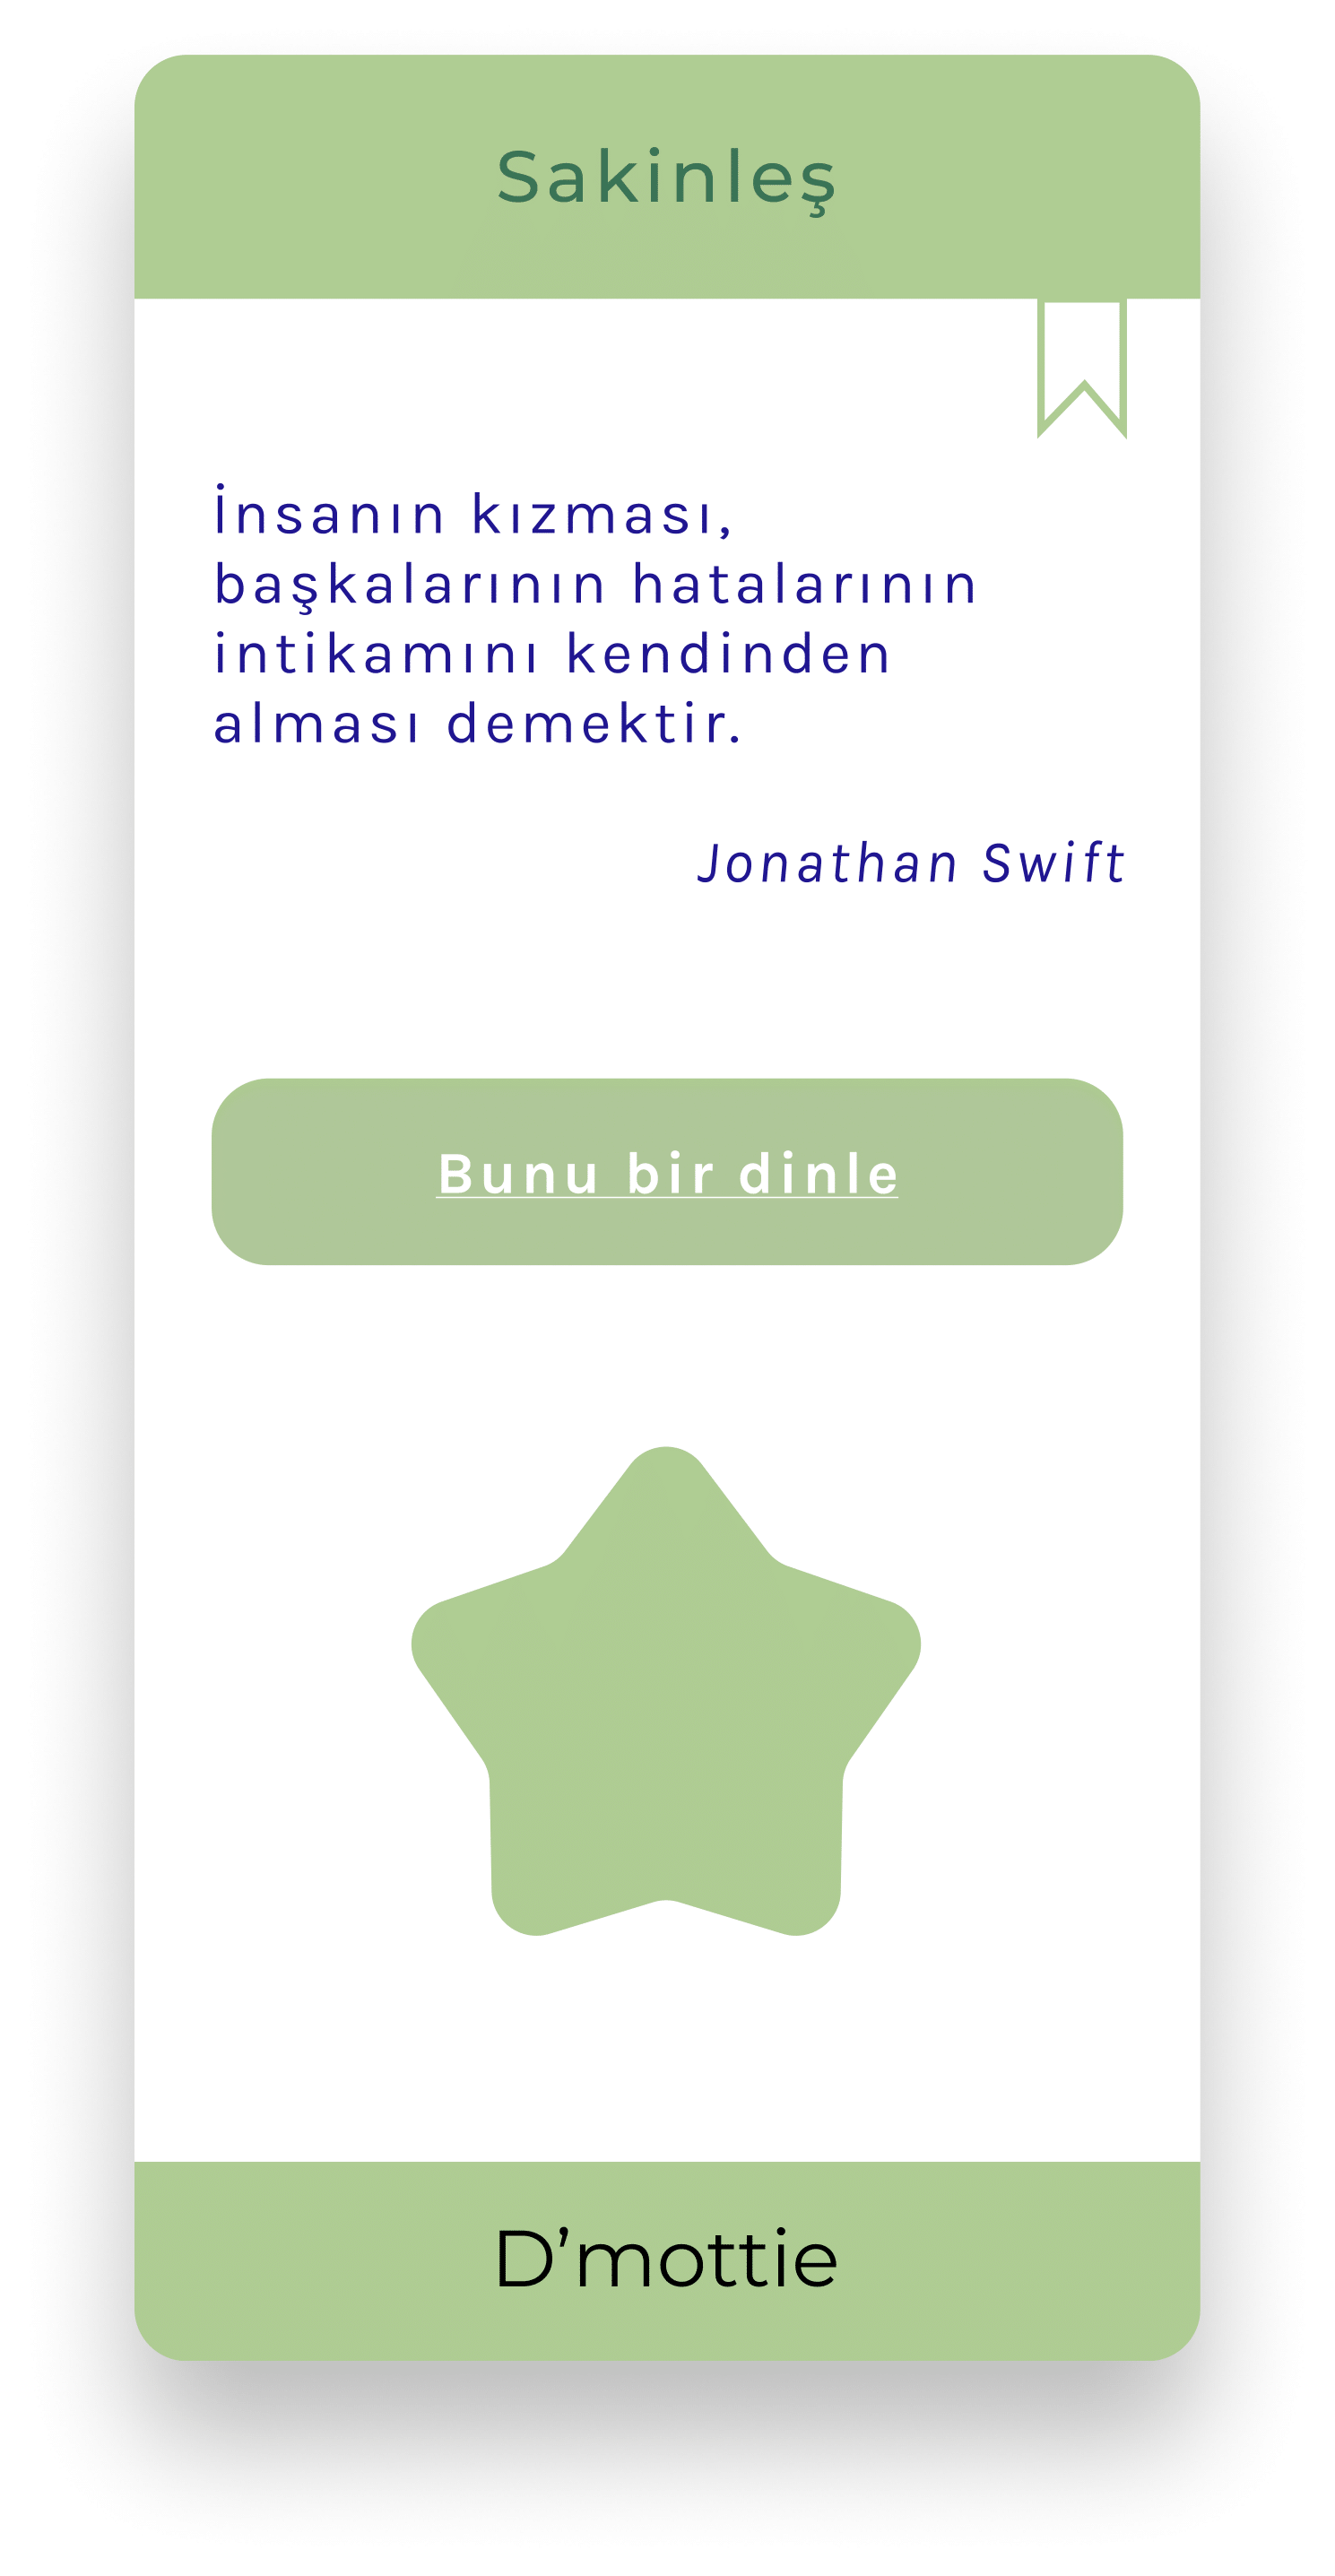 Sakinleş
İnsanın kızması,
başkalarının hatalarının
intikamını kendinden
alması demektir.
Jonathan Swift
Bunu bir dinle
D’mottie